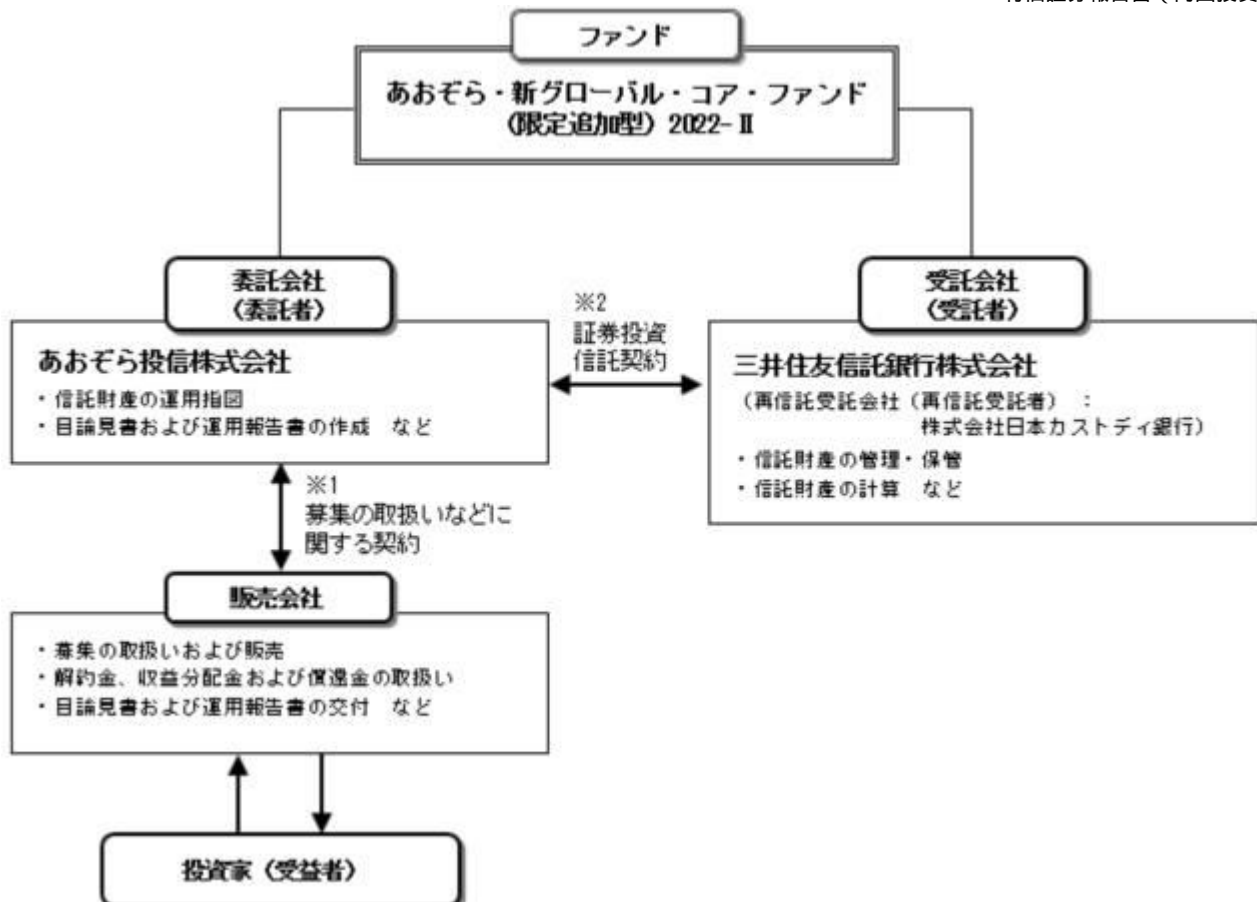 ファンド
あおぞら・新グローバル・コア・ファンド
（限定追加型）2022-Ⅱ
委託会社
（委託者）
あおぞら投信株式会社
・信託財産の運用指図
・目論見書および運用報告書の作成　など
※2
証券投資
信託契約
受託会社
（受託者）
三井住友信託銀行株式会社
（再信託受託会社（再信託受託者）：
株式会社日本カストディ銀行）
・信託財産の管理・保管
・信託財産の計算　など
※1
募集の取扱いなどに
関する契約
販売会社
・募集の取扱いおよび販売
・解約金、収益分配金および償還金の取扱い
・目論見書および運用報告書の交付　など
投資家（受益者）